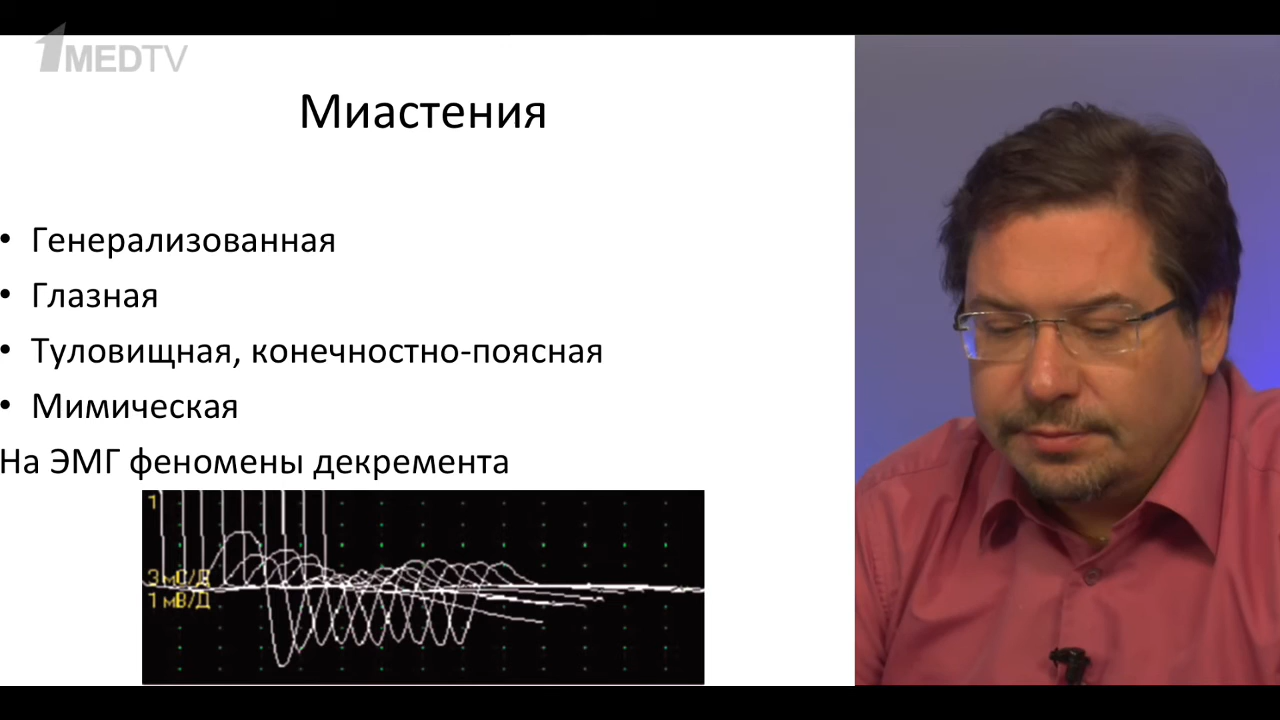 1MEDTV
Миастения
• Генерализованная
• Глазная
• Туловищная, конечностно-поясная
• Мимическая
На ЭМГ феномены декремента
1
3 мС/Д
1 мВ/Д